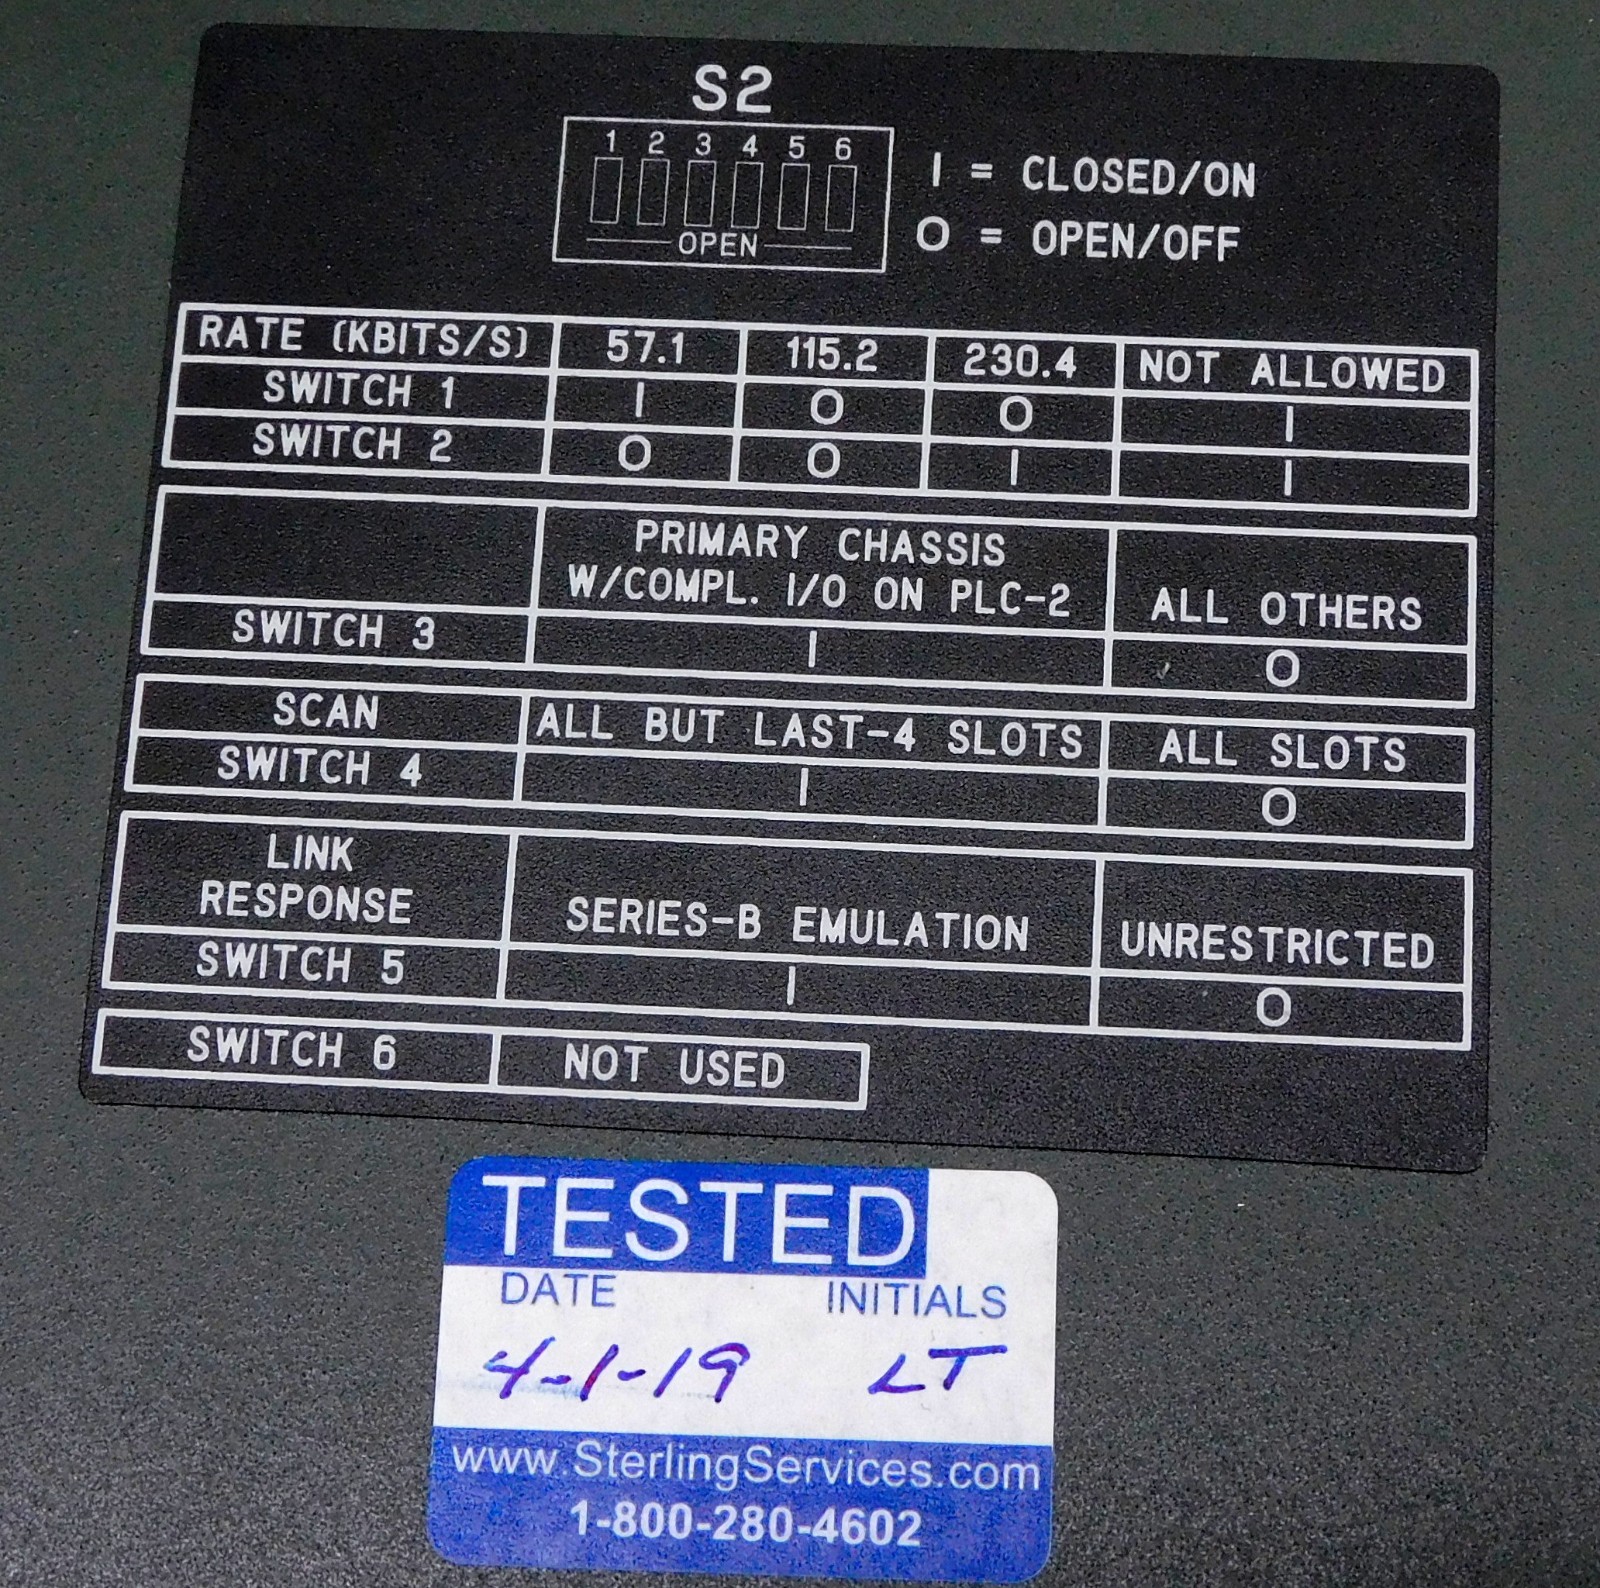 S2
1 2 3 4 5 6
OPEN
I = CLOSED/ON
O = OPEN/OFF
RATE (KBITS/S) 57.1 115.2 230.4 NOT ALLOWED
SWITCH 1 I O O I
SWITCH 2 O O I I
PRIMARY CHASSIS
W/COMPL. I/O ON PLC-2 ALL OTHERS
SWITCH 3 I O
SCAN ALL BUT LAST-4 SLOTS ALL SLOTS
SWITCH 4 I O
LINK
RESPONSE SERIES-B EMULATION UNRESTRICTED
SWITCH 5 I O
SWITCH 6 NOT USED
TESTED
DATE INITIALS
4-1-19 LT
www.SterlingServices.com
1-800-280-4602